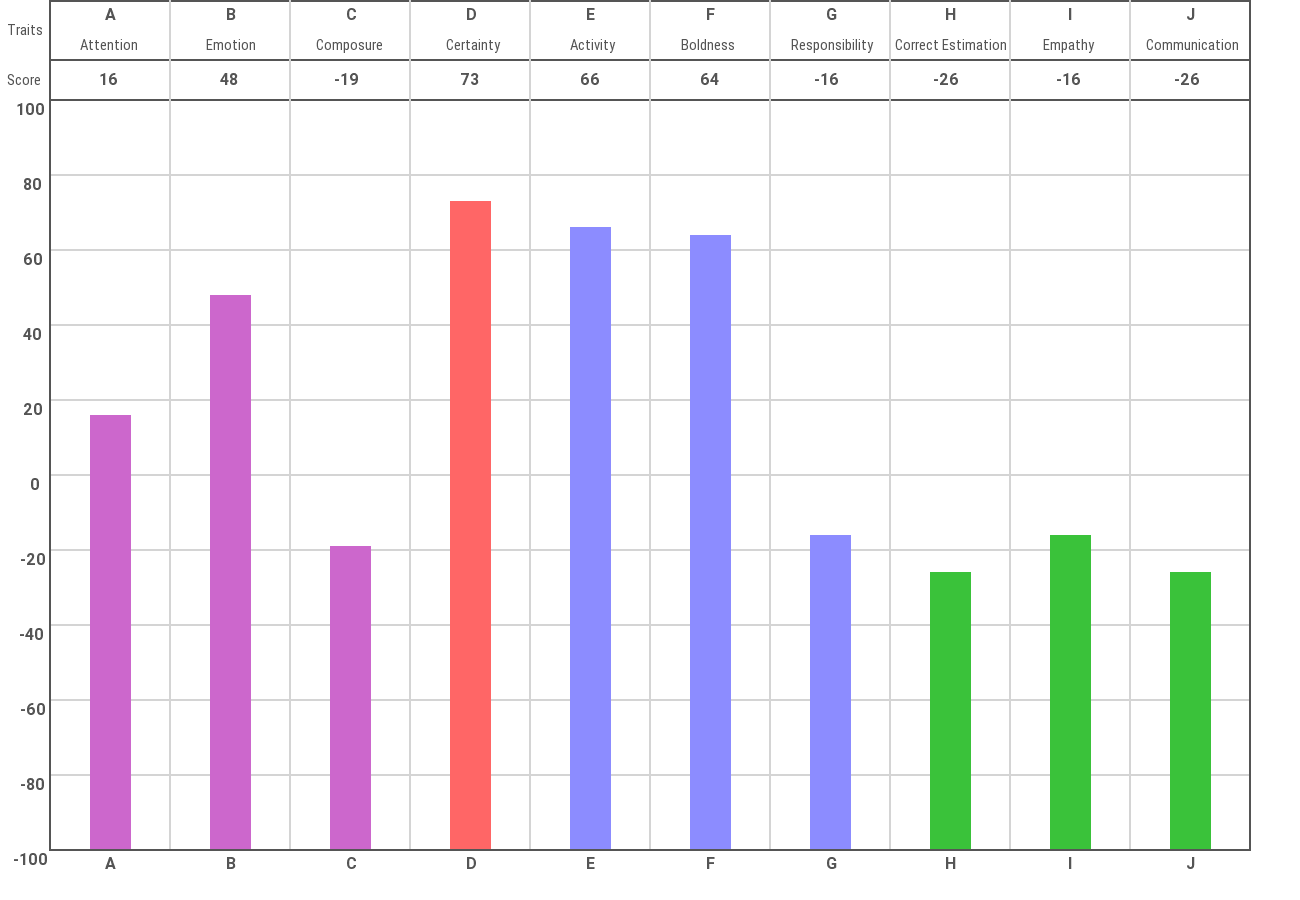 A B C D E F G H I J
Traits
Attention Emotion Composure Certainty Activity Boldness Responsibility Correct Estimation Empathy Communication
Score 16 48 -19 73 66 64 -16 -26 -16 -26
100
80
60
40
20
0
-20
-40
-60
-80
-100
A B C D E F G H I J